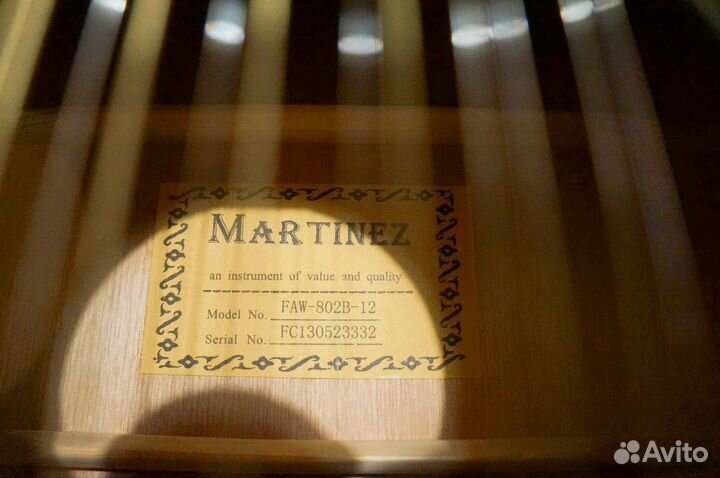 MARTINEZ
an instrument of value and quality
Model No. FAW-802B-12
Serial No. FC130523332
Avito